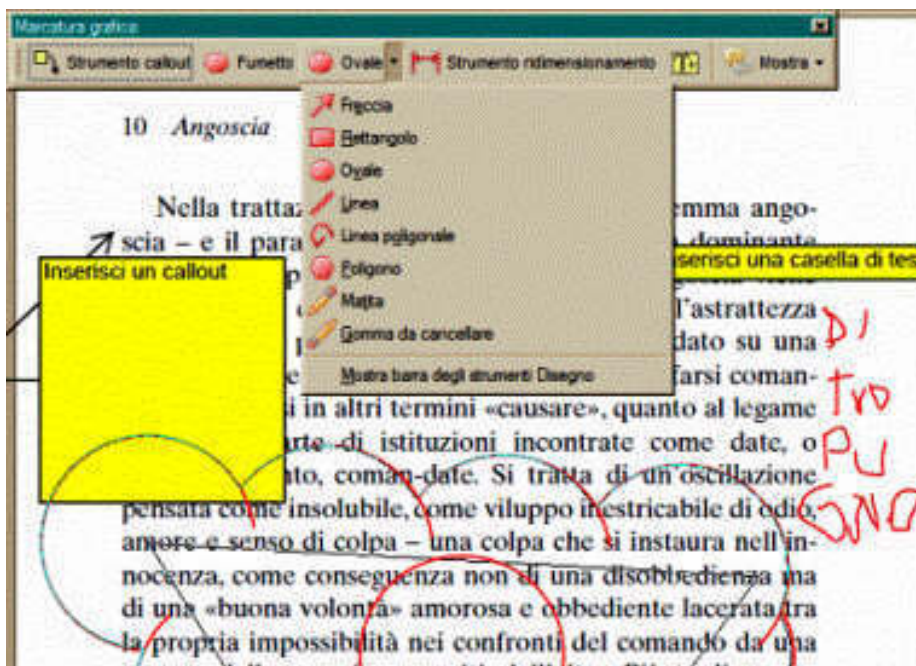 Marcatura grafica
Strumento callout Fumetto Ovale Strumento ridimensionamento T Mostra
Freccia
Rettangolo
Ovale
Linea
Linea poligonale
Poligono
Matita
Gomma da cancellare
Mostra barra degli strumenti Disegno
10 Angoscia
Nella trattaz emma ango-
scia – e il para dominante
Inserisci un callout
nserisci una casella di tes
l'astrattezza
dato su una
farsi coman-
i in altri termini «causare», quanto al legame
arte di istituzioni incontrate come date, o
nto, coman-date. Si tratta di un'oscillazione
pensata come insolubile, come viluppo inestricabile di odio,
amore e senso di colpa – una colpa che si instaura nell'in-
nocenza, come conseguenza non di una disobbedienza ma
di una «buona volontà» amorosa e obbediente lacerata tra
la propria impossibilità nei confronti del comando da una
DI
tro
PU
GNO